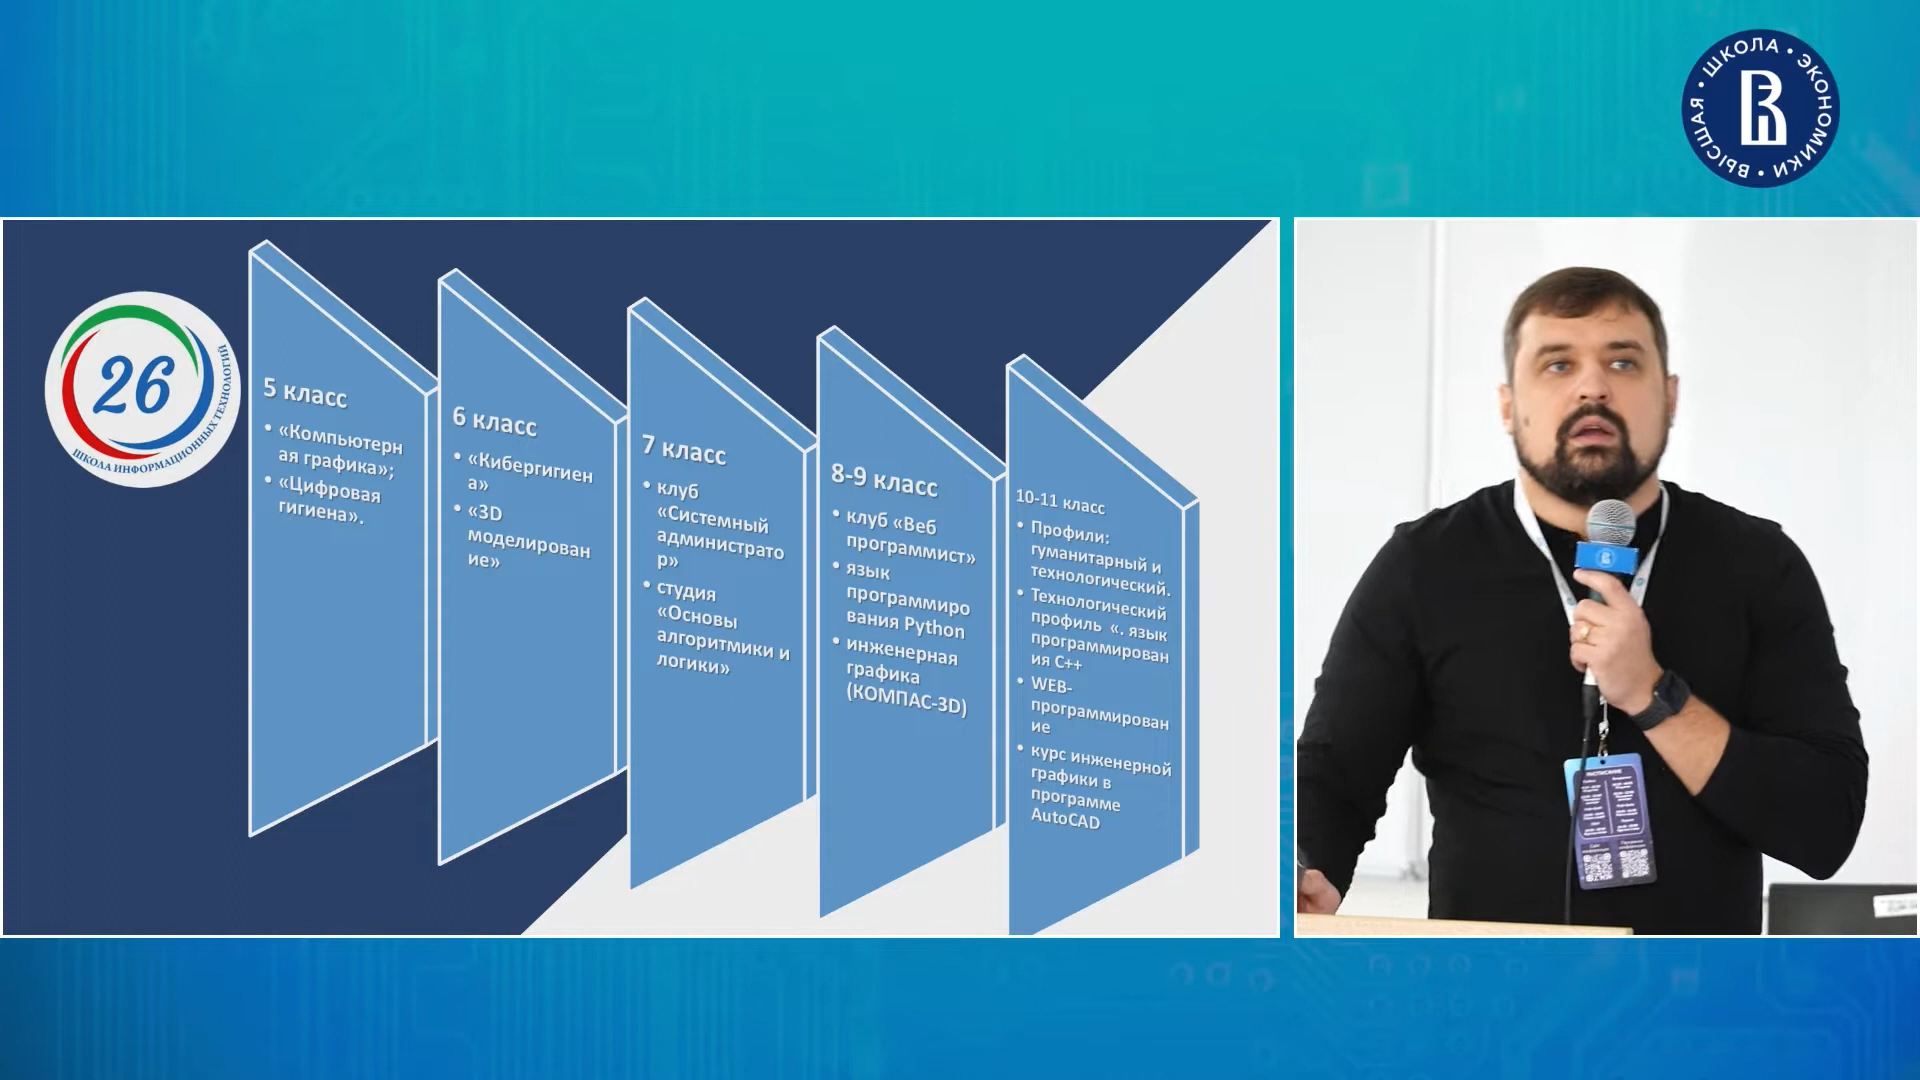 ВЫСШАЯ • ШКОЛА • ЭКОНОМИКИ •
26
ШКОЛА ИНФОРМАЦИОННЫХ ТЕХНОЛОГИЙ
5 класс
• «Компьютерн
ая графика»;
• «Цифровая
гигиена».
6 класс
• «Кибергигиен
а»
• «3D
моделирован
ие»
7 класс
• клуб
«Системный
администрато
р»
• студия
«Основы
алгоритмики и
логики»
8-9 класс
• клуб «Веб
программист»
• язык
программиро
вания Python
• инженерная
графика
(КОМПАС-3D)
10-11 класс
• Профили:
гуманитарный и
технологический.
• Технологический
профиль «. язык
программирован
ия С++
• WEB-
программирован
ие
• курс инженерной
графики в
программе
AutoCAD
РАСПИСАНИЕ